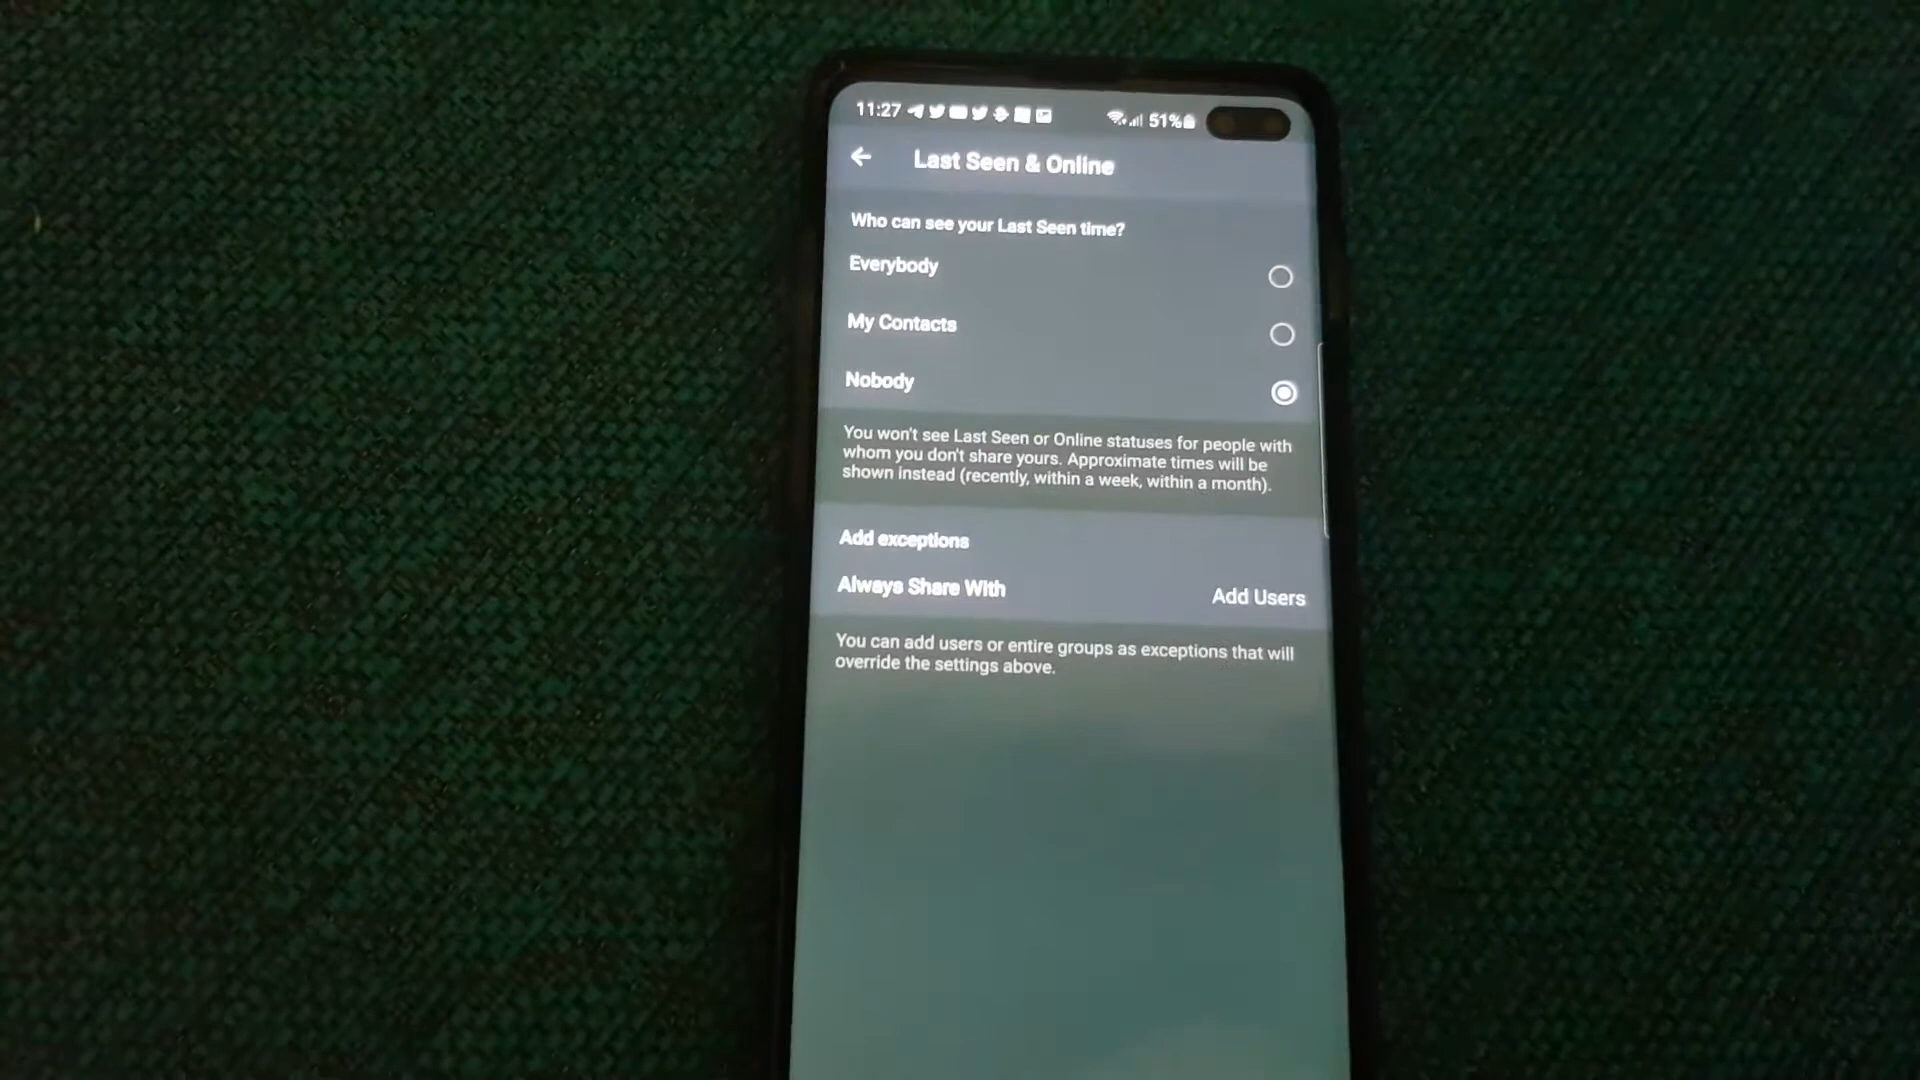 11:27 51%
Last Seen & Online
Who can see your Last Seen time?
Everybody
My Contacts
Nobody
You won't see Last Seen or Online statuses for people with
whom you don't share yours. Approximate times will be
shown instead (recently, within a week, within a month).
Add exceptions
Always Share With Add Users
You can add users or entire groups as exceptions that will
override the settings above.